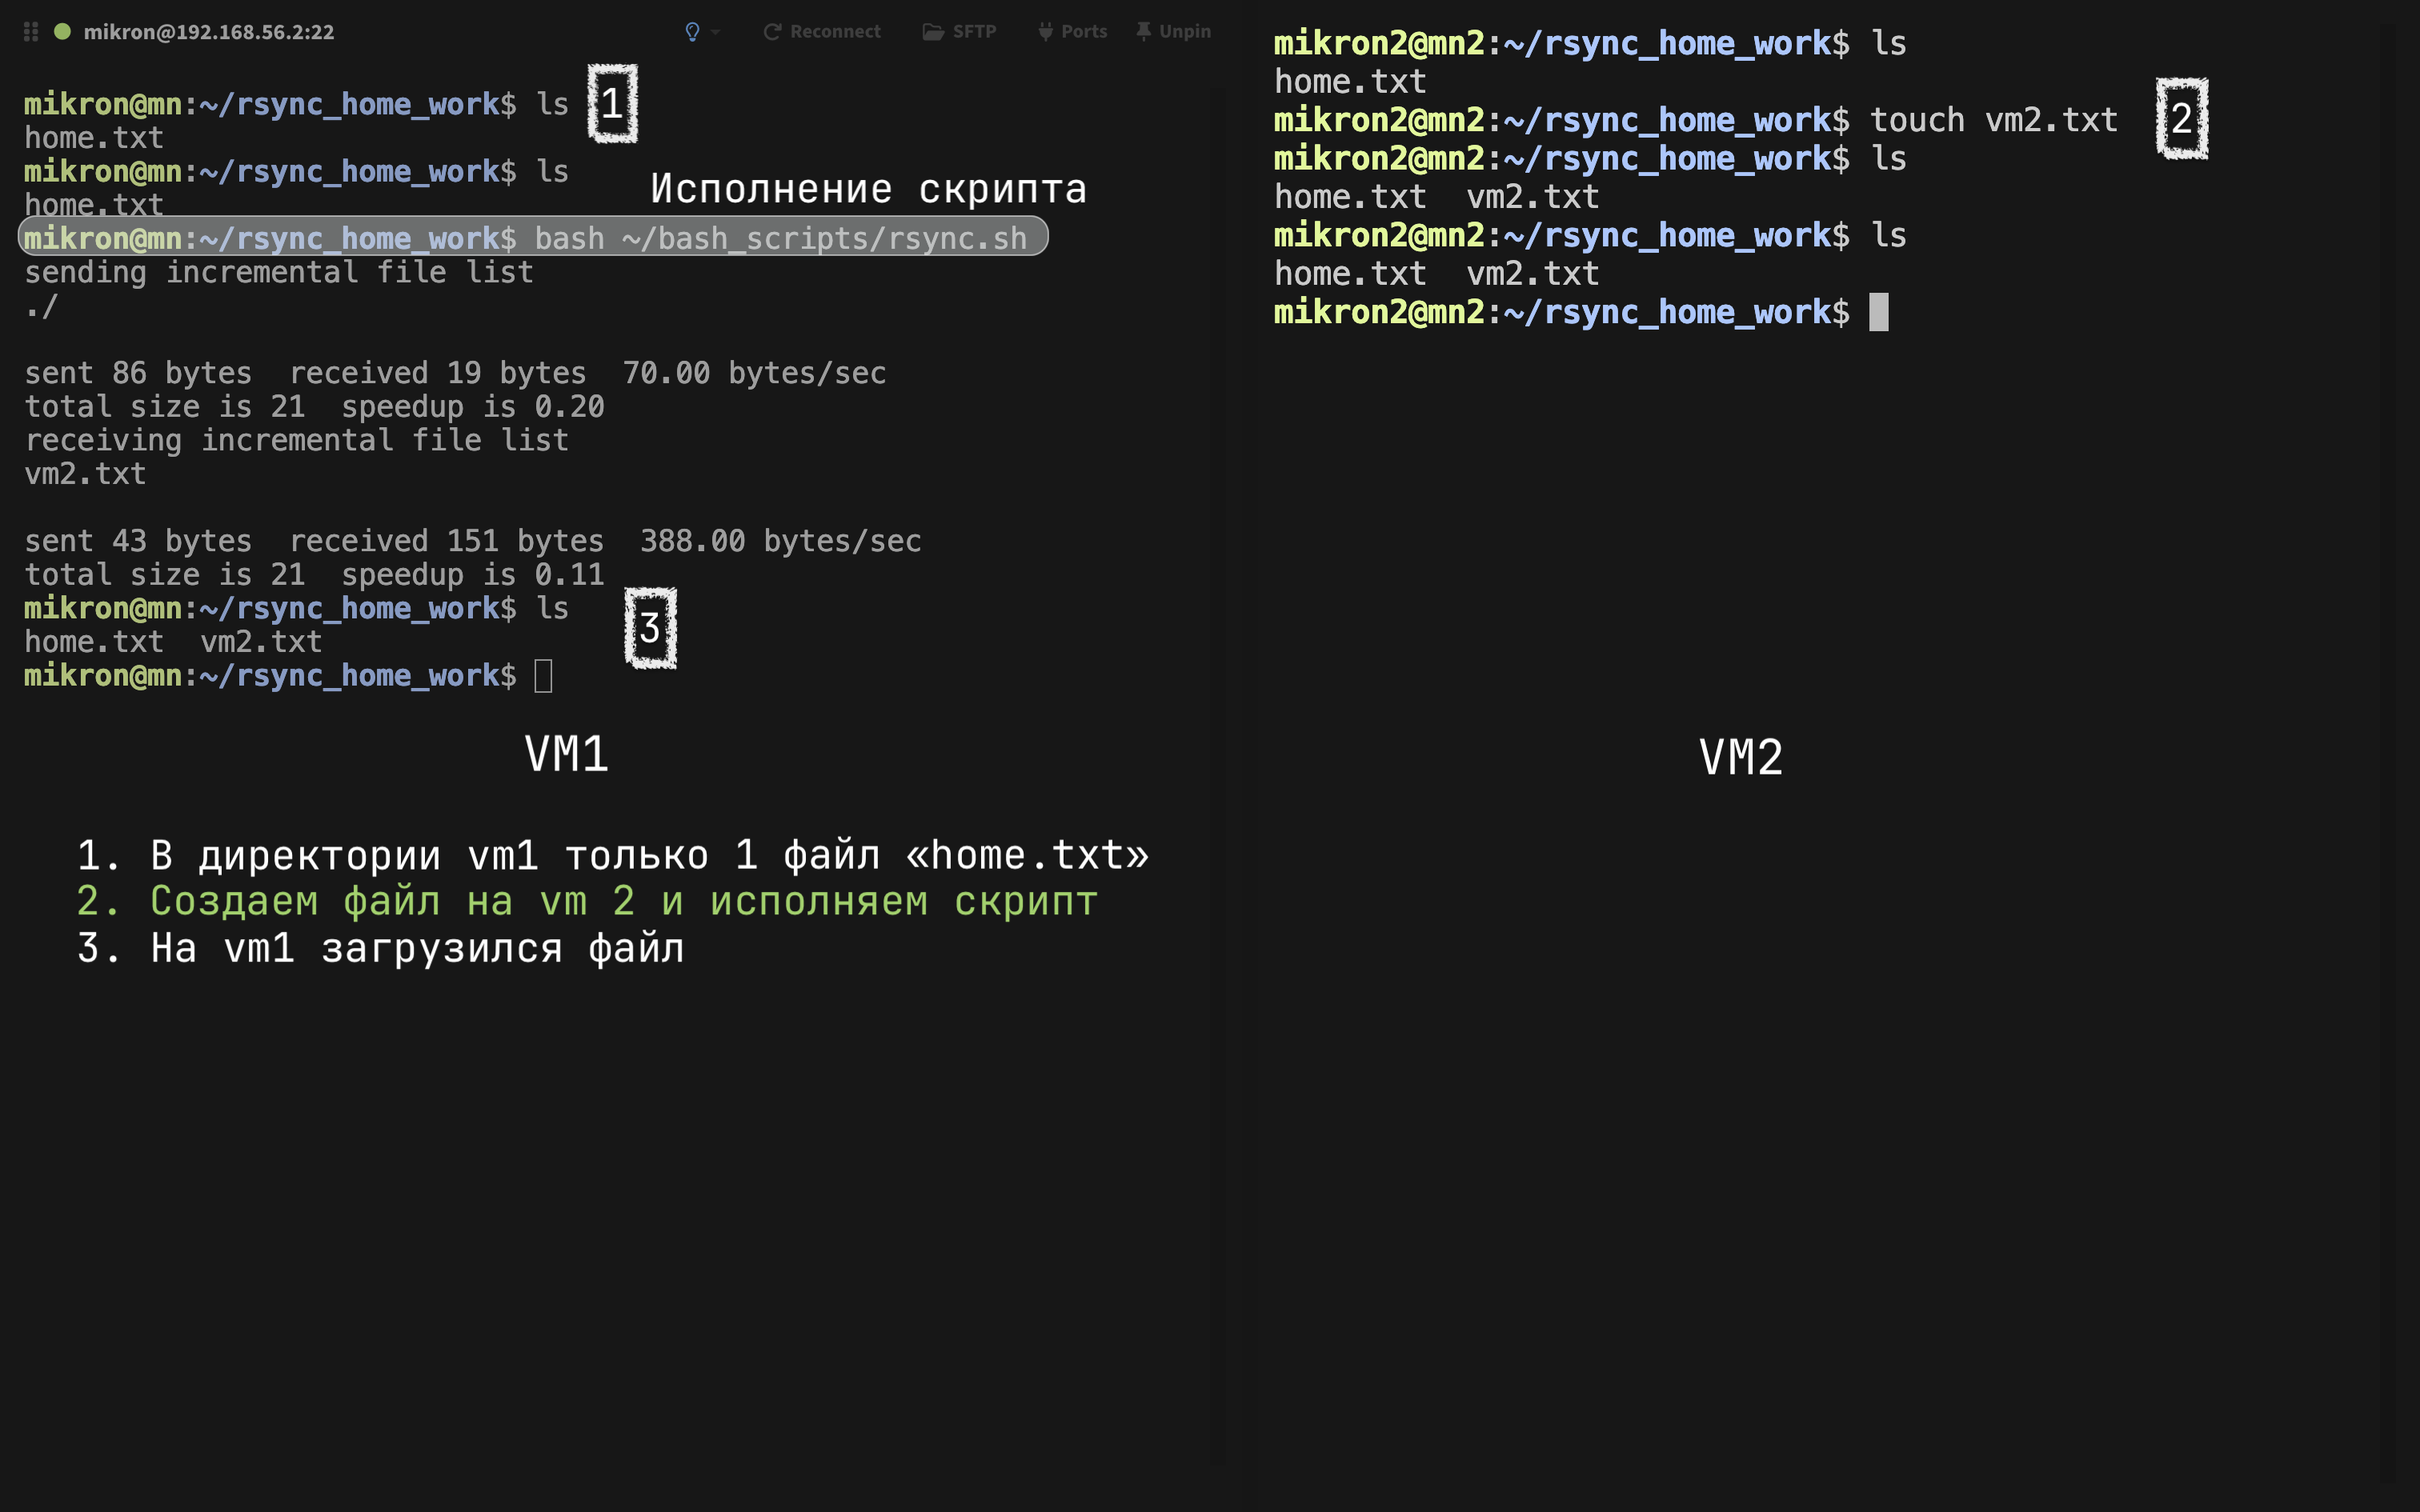 mikron@192.168.56.2:22 Reconnect SFTP Ports Unpin
mikron@mn:~/rsync_home_work$ ls
1
home.txt
mikron@mn:~/rsync_home_work$ ls
home.txt
Исполнение скрипта
mikron@mn:~/rsync_home_work$ bash ~/bash_scripts/rsync.sh
sending incremental file list
./
sent 86 bytes  received 19 bytes  70.00 bytes/sec
total size is 21  speedup is 0.20
receiving incremental file list
vm2.txt
sent 43 bytes  received 151 bytes  388.00 bytes/sec
total size is 21  speedup is 0.11
mikron@mn:~/rsync_home_work$ ls
3
home.txt  vm2.txt
mikron@mn:~/rsync_home_work$
VM1
1. В директории vm1 только 1 файл «home.txt»
2. Создаем файл на vm 2 и исполняем скрипт
3. На vm1 загрузился файл
mikron2@mn2:~/rsync_home_work$ ls
home.txt
mikron2@mn2:~/rsync_home_work$ touch vm2.txt
2
mikron2@mn2:~/rsync_home_work$ ls
home.txt  vm2.txt
mikron2@mn2:~/rsync_home_work$ ls
home.txt  vm2.txt
mikron2@mn2:~/rsync_home_work$
VM2